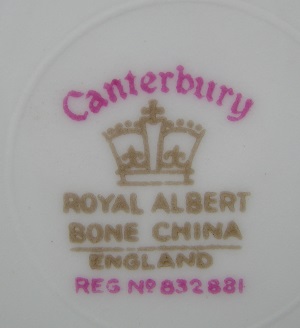 Canterbury
ROYAL ALBERT
BONE CHINA
ENGLAND
REG Nº 832881